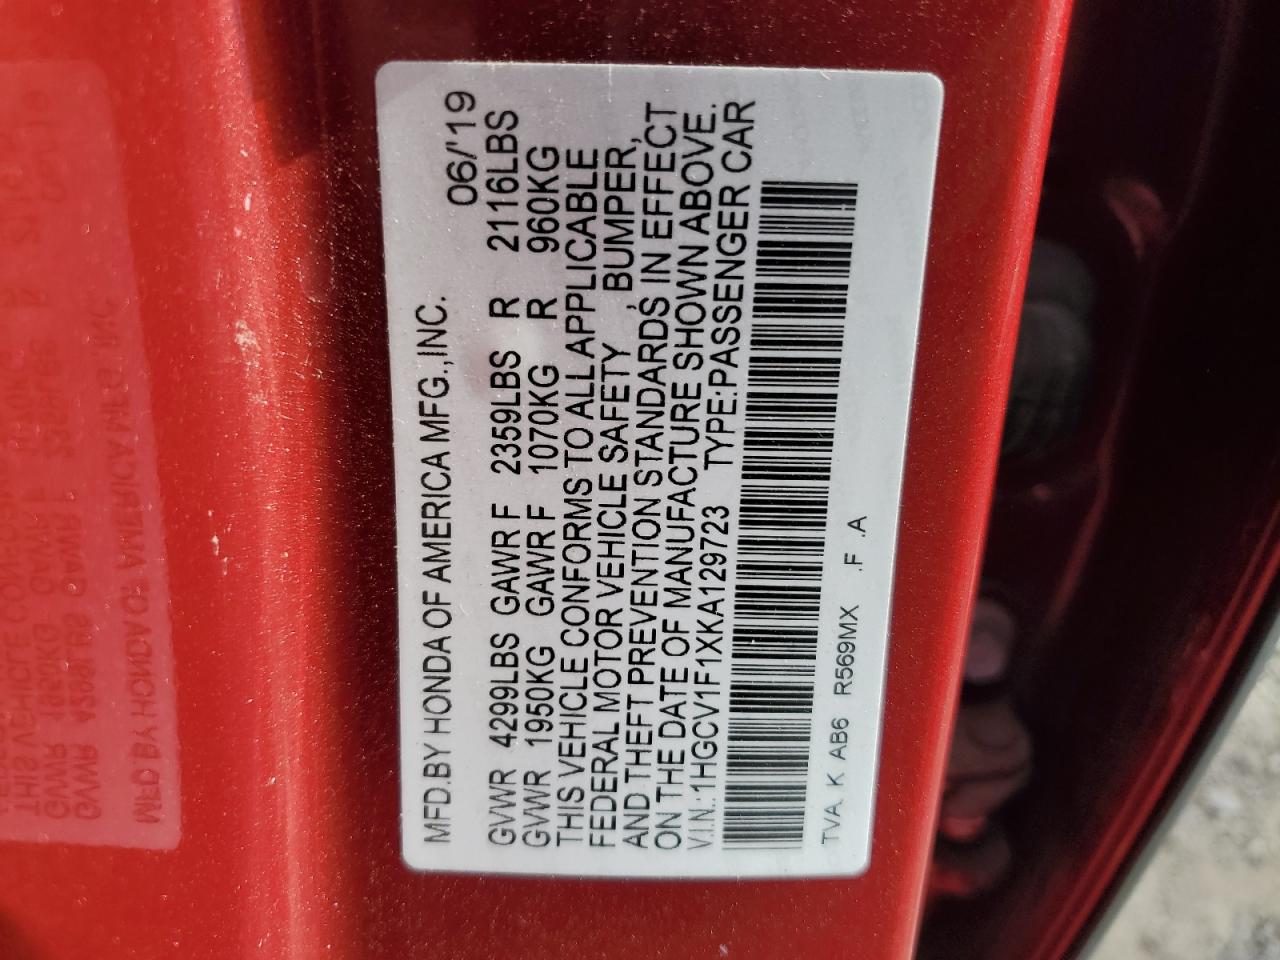 MFD.BY HONDA OF AMERICA MFG.,INC. 06/'19
GVWR 4299LBS GAWR F 2359LBS R 2116LBS
GVWR 1950KG GAWR F 1070KG R 960KG
THIS VEHICLE CONFORMS TO ALL APPLICABLE
FEDERAL MOTOR VEHICLE SAFETY , BUMPER,
AND THEFT PREVENTION STANDARDS IN EFFECT
ON THE DATE OF MANUFACTURE SHOWN ABOVE.
V.I.N.:1HGCV1F1XKA129723 TYPE:PASSENGER CAR
TVA K AB6 R569MX .F .A